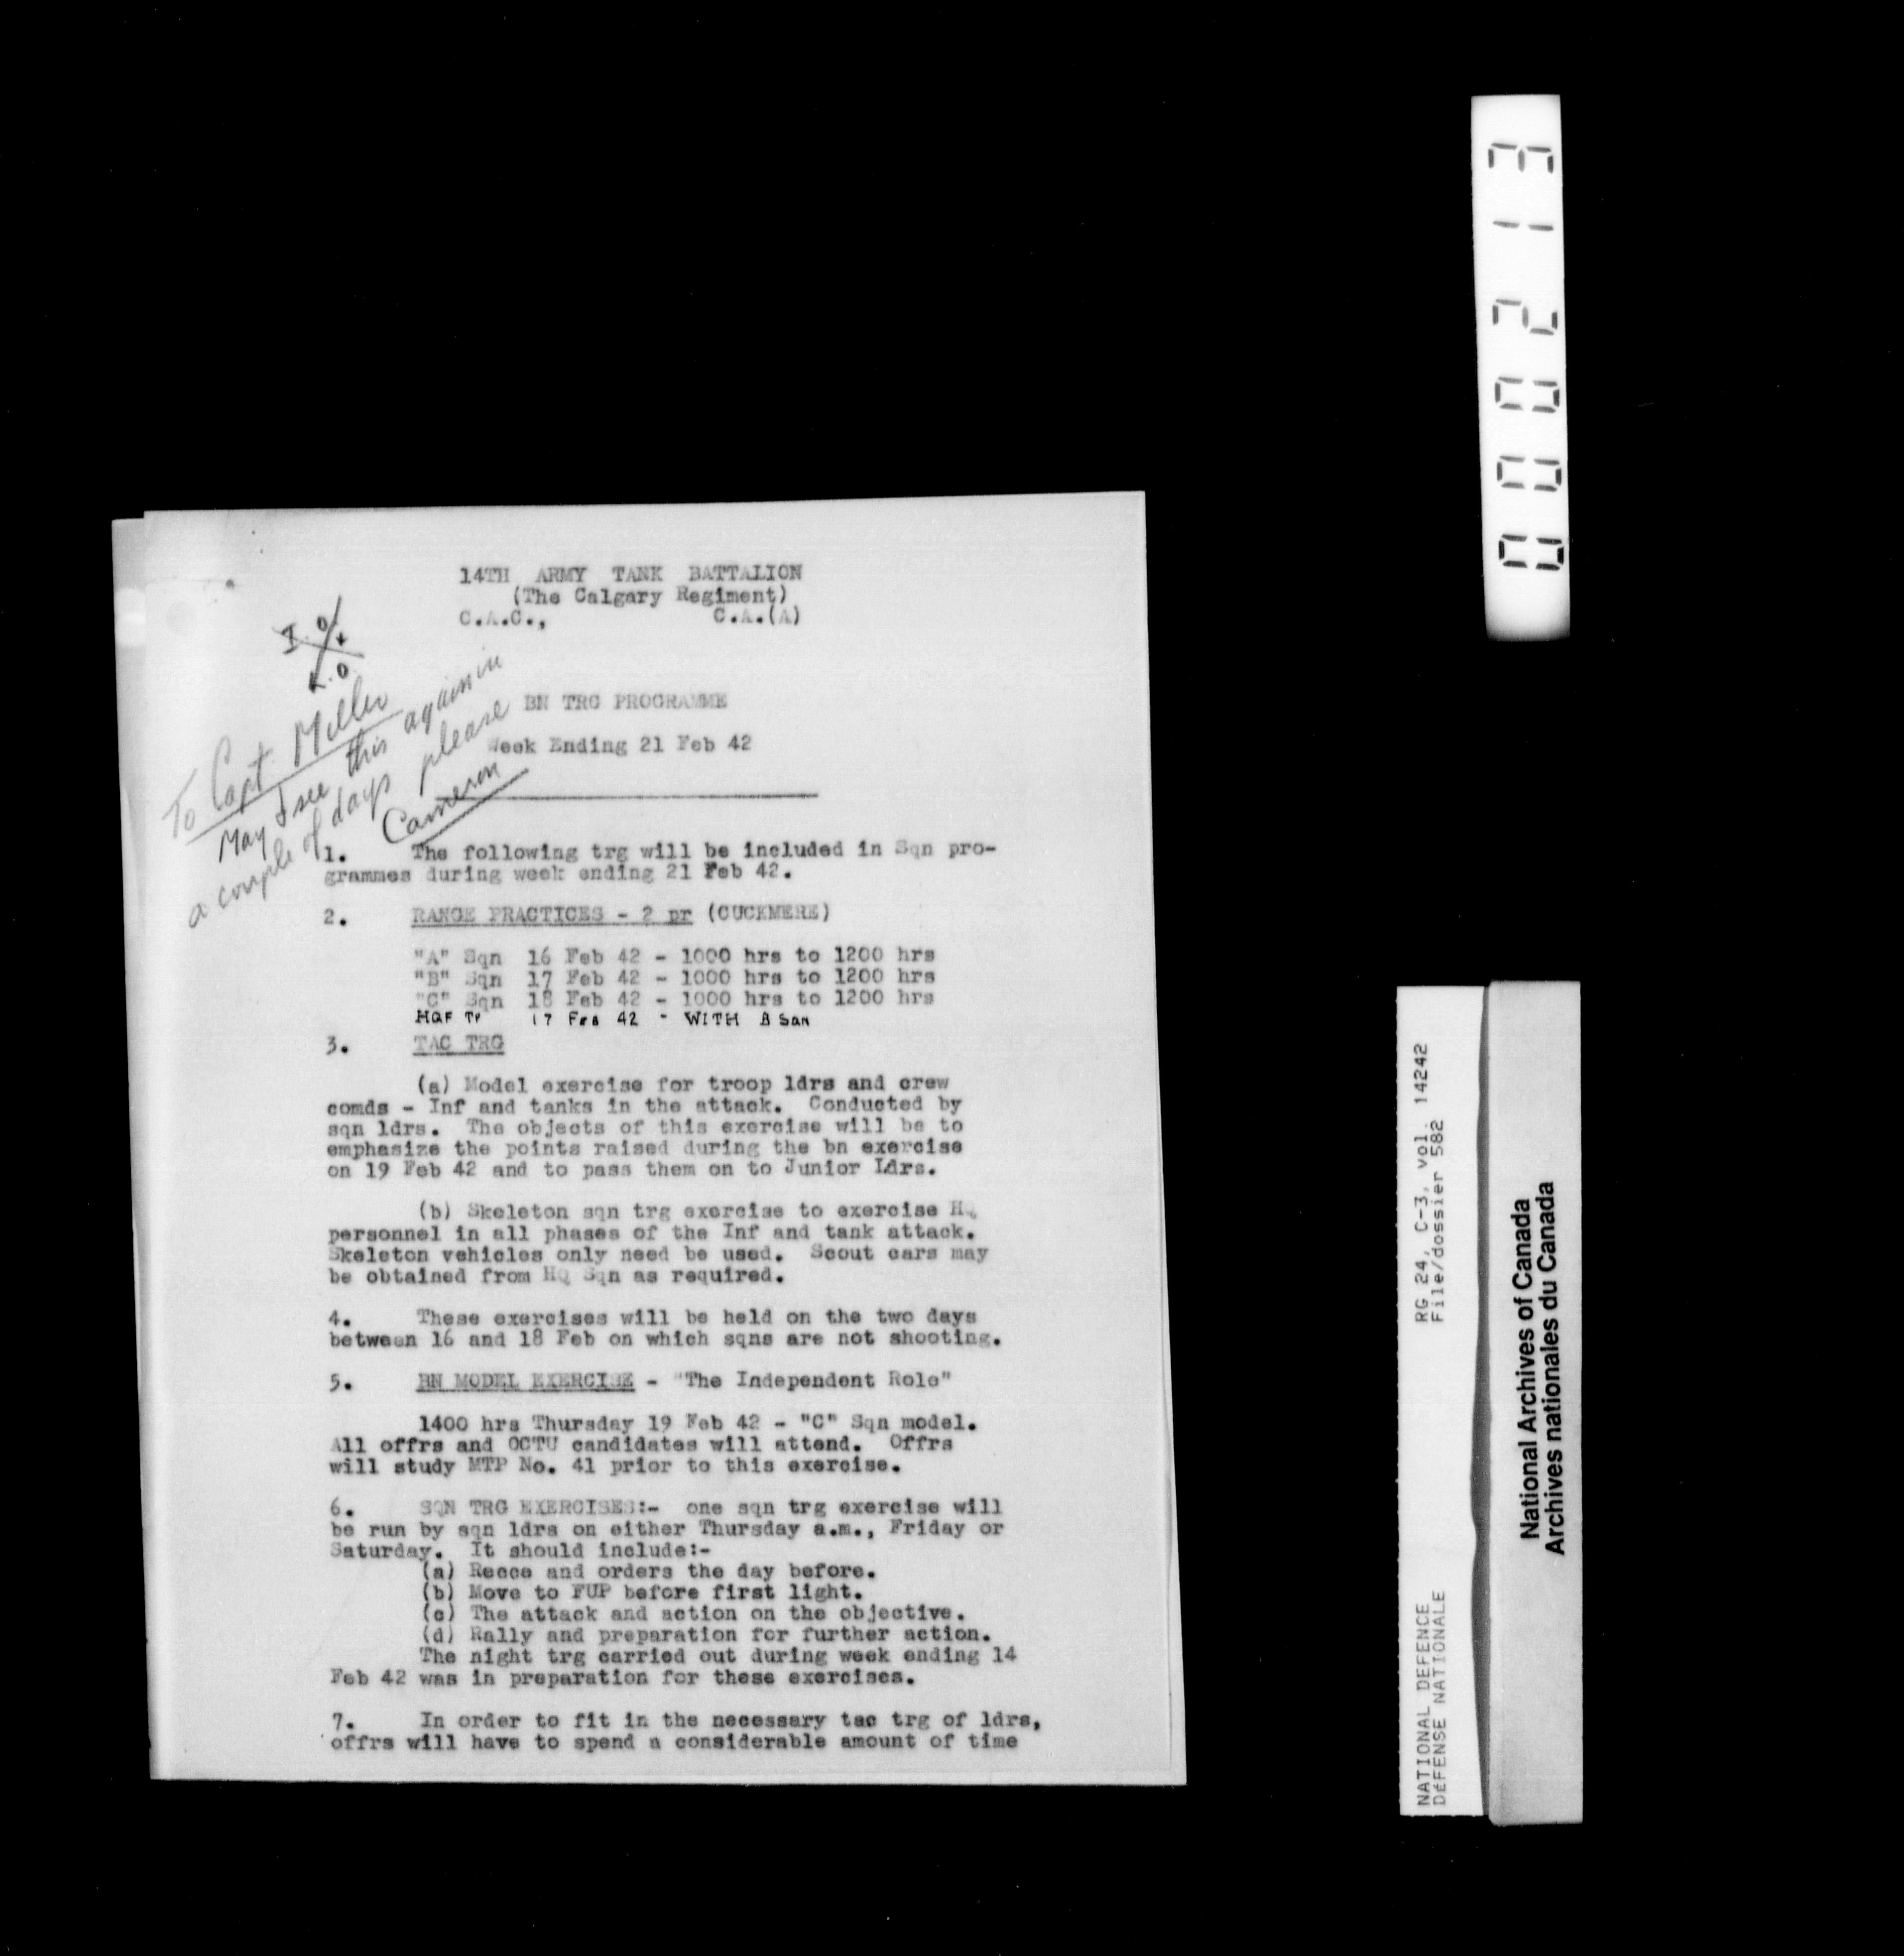 14TH ARMY TANK BATTALION
(The Calgary Regiment)
C.A.C., C.A.(A)
I.O.
L.O.
To Capt Miller
May I see this again in
a couple of days please
Cameron
BN TRG PROGRAMME
Week Ending 21 Feb 42
1. The following trg will be included in Sqn pro-
grammes during week ending 21 Feb 42.
2. RANGE PRACTICES - 2 pr (CUCKMERE)
"A" Sqn 16 Feb 42 - 1000 hrs to 1200 hrs
"B" Sqn 17 Feb 42 - 1000 hrs to 1200 hrs
"C" Sqn 18 Feb 42 - 1000 hrs to 1200 hrs
HQF TP 17 FEB 42 - WITH B SQN
3. TAC TRG
(a) Model exercise for troop ldrs and crew
comds - Inf and tanks in the attack. Conducted by
sqn ldrs. The objects of this exercise will be to
emphasize the points raised during the bn exercise
on 19 Feb 42 and to pass them on to Junior Ldrs.
(b) Skeleton sqn trg exercise to exercise HQ
personnel in all phases of the Inf and tank attack.
Skeleton vehicles only need be used. Scout cars may
be obtained from HQ Sqn as required.
4. These exercises will be held on the two days
between 16 and 18 Feb on which sqns are not shooting.
5. BN MODEL EXERCISE - "The Independent Role"
1400 hrs Thursday 19 Feb 42 - "C" Sqn model.
All offrs and OCTU candidates will attend. Offrs
will study MTP No. 41 prior to this exercise.
6. SQN TRG EXERCISES:- one sqn trg exercise will
be run by sqn ldrs on either Thursday a.m., Friday or
Saturday. It should include:-
(a) Recce and orders the day before.
(b) Move to FUP before first light.
(c) The attack and action on the objective.
(d) Rally and preparation for further action.
The night trg carried out during week ending 14
Feb 42 was in preparation for these exercises.
7. In order to fit in the necessary tac trg of ldrs,
offrs will have to spend a considerable amount of time
000213
NATIONAL DEFENCE RG 24, C-3, vol. 14242
DÉFENSE NATIONALE File/dossier 582
National Archives of Canada
Archives nationales du Canada